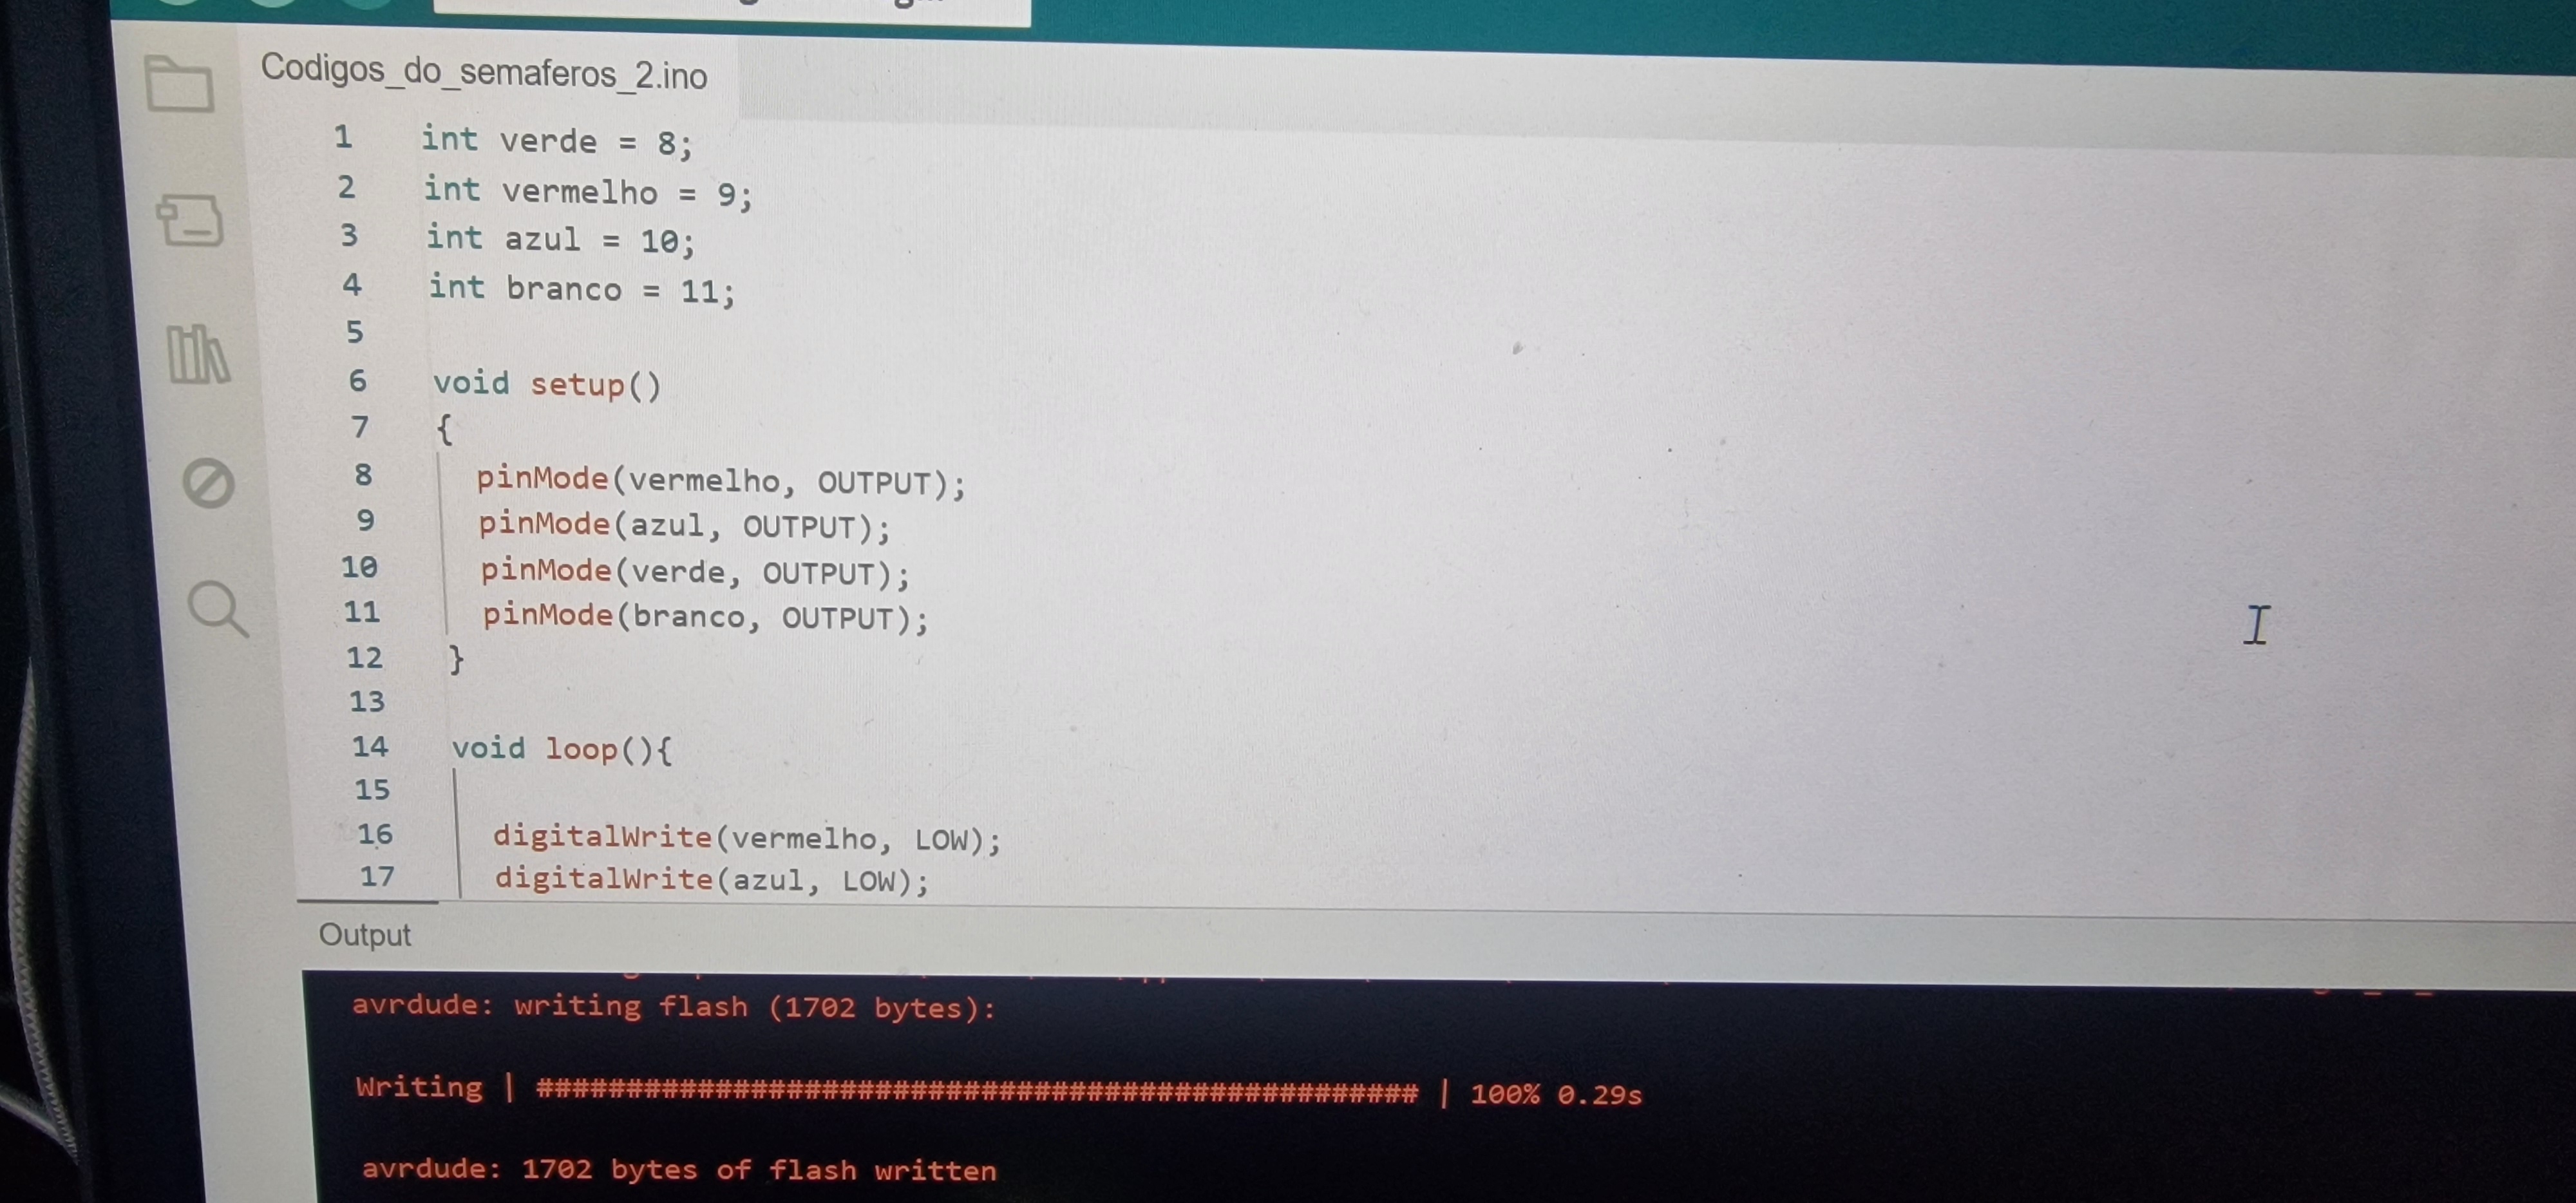 Codigos_do_semaferos_2.ino
1 int verde = 8;
2 int vermelho = 9;
3 int azul = 10;
4 int branco = 11;
5
6 void setup()
7 {
8 pinMode(vermelho, OUTPUT);
9 pinMode(azul, OUTPUT);
10 pinMode(verde, OUTPUT);
11 pinMode(branco, OUTPUT);
12 }
13
14 void loop(){
15
16 digitalWrite(vermelho, LOW);
17 digitalWrite(azul, LOW);
Output
avrdude: writing flash (1702 bytes):
Writing | ################################################## | 100% 0.29s
avrdude: 1702 bytes of flash written